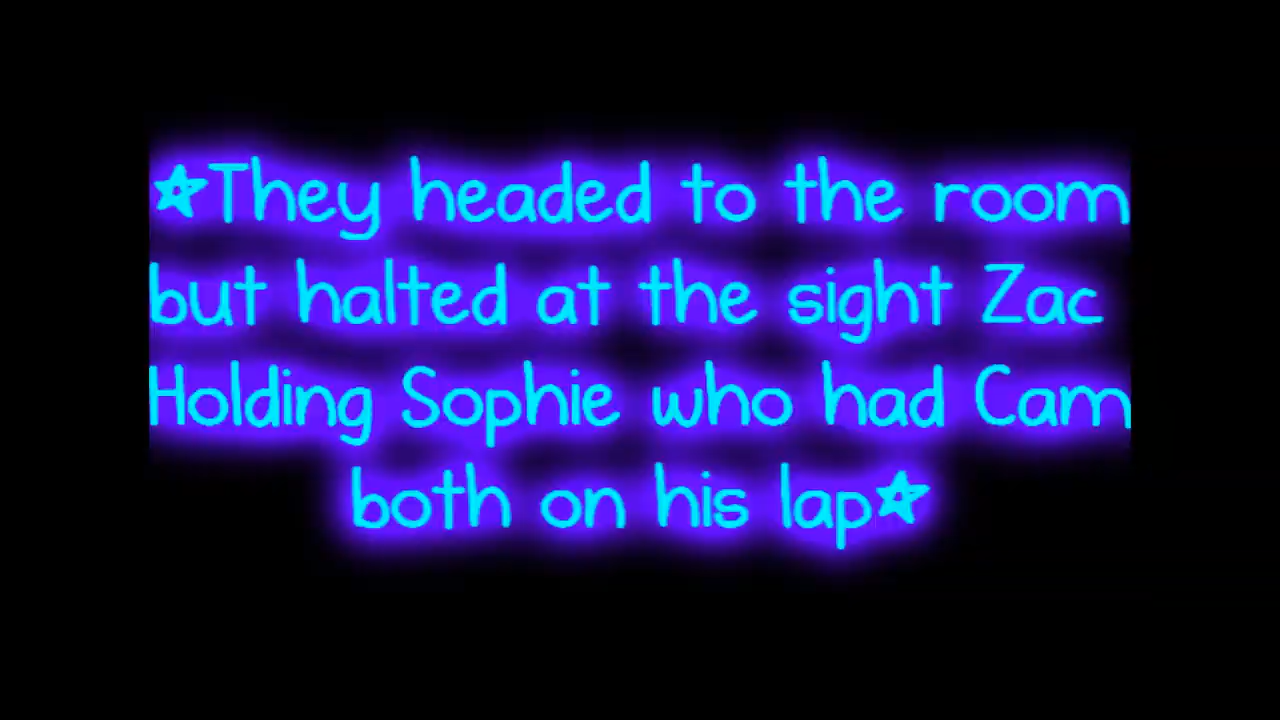 ☆They headed to the room
but halted at the sight Zac
Holding Sophie who had Cam
both on his lap☆